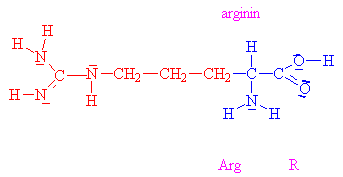 arginin
H
H H
N
C N CH₂ CH₂ CH₂ C C O H
H N H O
H N H
Arg R